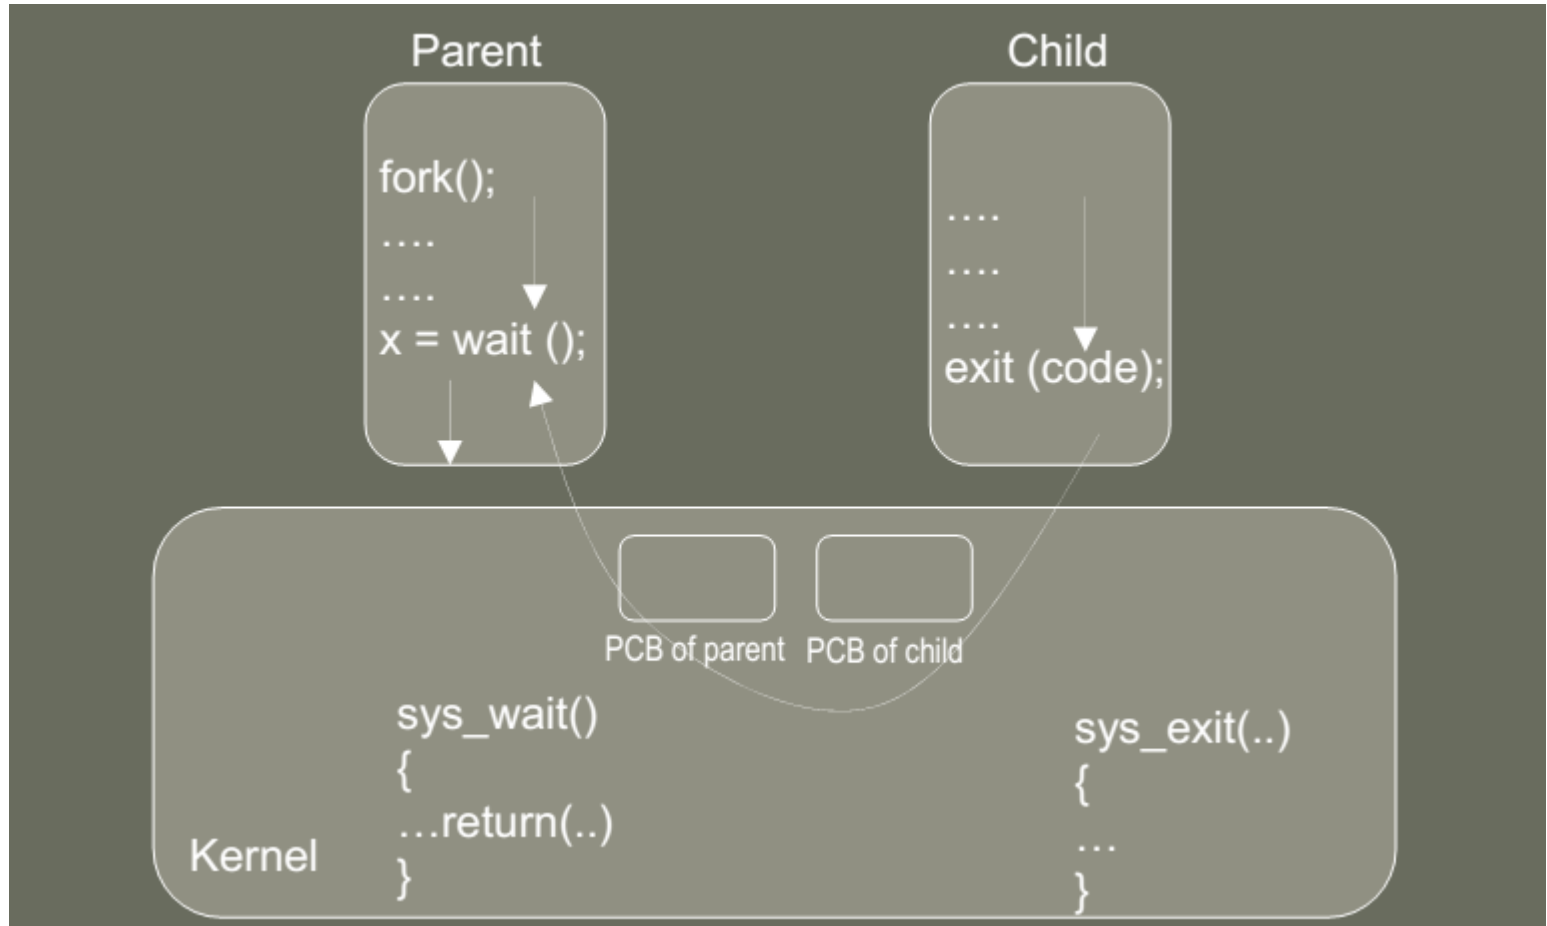 Parent
fork();
....
....
x = wait ();
Child
....
....
....
exit (code);
PCB of parent
PCB of child
sys_wait()
{
...return(..)
}
sys_exit(..)
{
...
}
Kernel